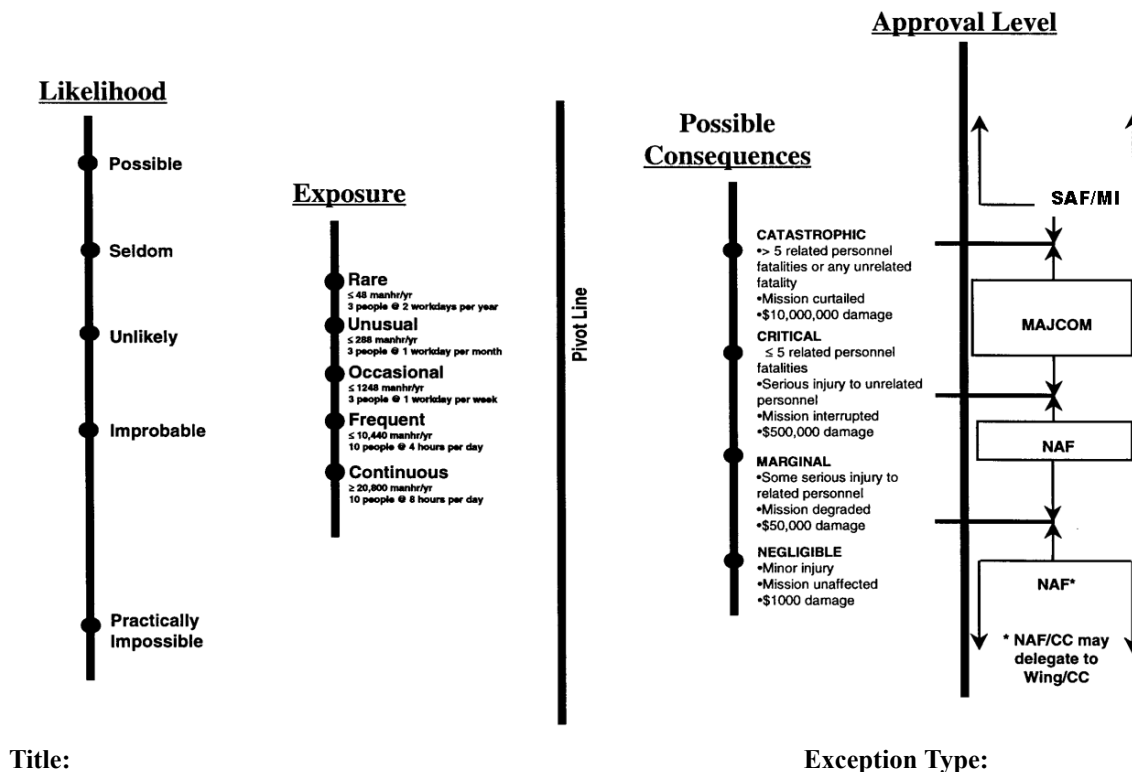 Approval Level
Likelihood
Possible
Seldom
Unlikely
Improbable
Practically
Impossible
Exposure
Rare
≤ 48 manhr/yr
3 people @ 2 workdays per year
Unusual
≤ 288 manhr/yr
3 people @ 1 workday per month
Occasional
≤ 1248 manhr/yr
3 people @ 1 workday per week
Frequent
≤ 10,440 manhr/yr
10 people @ 4 hours per day
Continuous
≥ 20,800 manhr/yr
10 people @ 8 hours per day
Pivot Line
Possible
Consequences
CATASTROPHIC
•> 5 related personnel
fatalities or any unrelated
fatality
•Mission curtailed
•$10,000,000 damage
CRITICAL
≤ 5 related personnel
fatalities
•Serious injury to unrelated
personnel
•Mission interrupted
•$500,000 damage
MARGINAL
•Some serious injury to
related personnel
•Mission degraded
•$50,000 damage
NEGLIGIBLE
•Minor injury
•Mission unaffected
•$1000 damage
SAF/MI
MAJCOM
NAF
NAF*
* NAF/CC may
delegate to
Wing/CC
Title:
Exception Type: